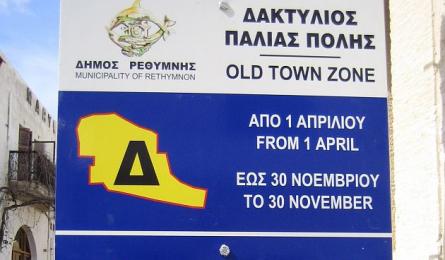 ΔΑΚΤΥΛΙΟΣ
ΠΑΛΙΑΣ ΠΟΛΗΣ
ΔΗΜΟΣ ΡΕΘΥΜΝΗΣ
MUNICIPALITY OF RETHYMNON
OLD TOWN ZONE
ΑΠΟ 1 ΑΠΡΙΛΙΟΥ
FROM 1 APRIL
Δ
ΕΩΣ 30 ΝΟΕΜΒΡΙΟΥ
TO 30 NOVEMBER